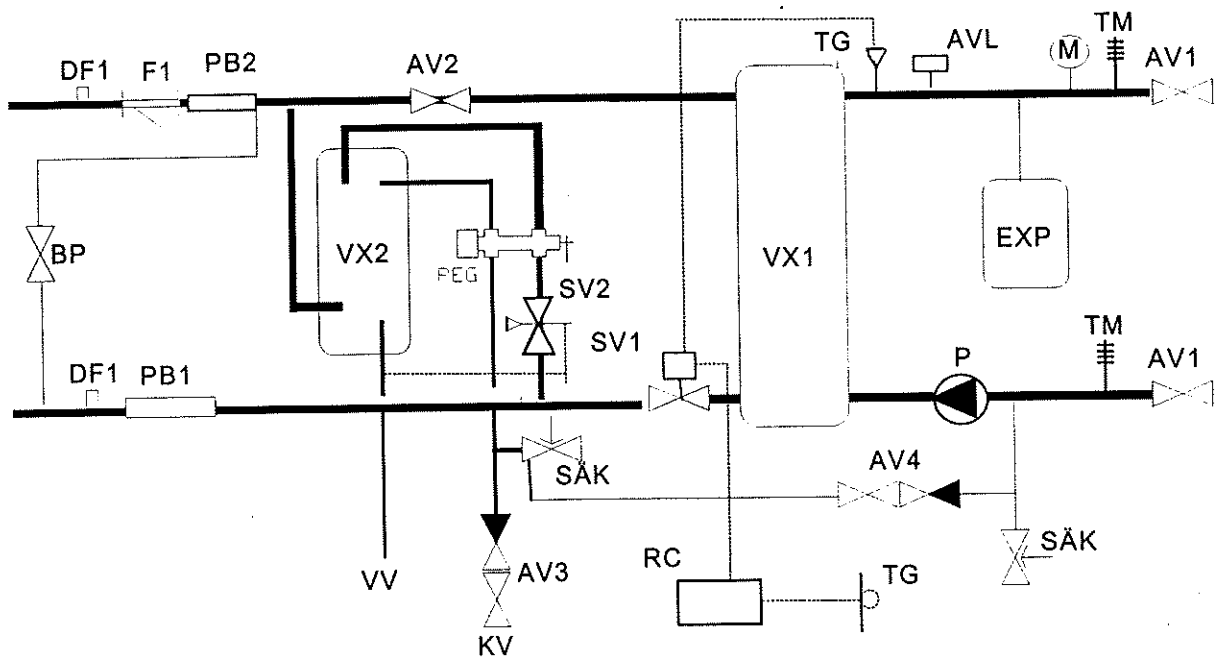 TM
TG
AVL
M
AV1
DF1
F1
PB2
AV2
BP
VX2
PEG
SV2
SV1
VX1
EXP
TM
AV1
P
DF1
PB1
SÄK
AV4
SÄK
VV
AV3
KV
RC
TG